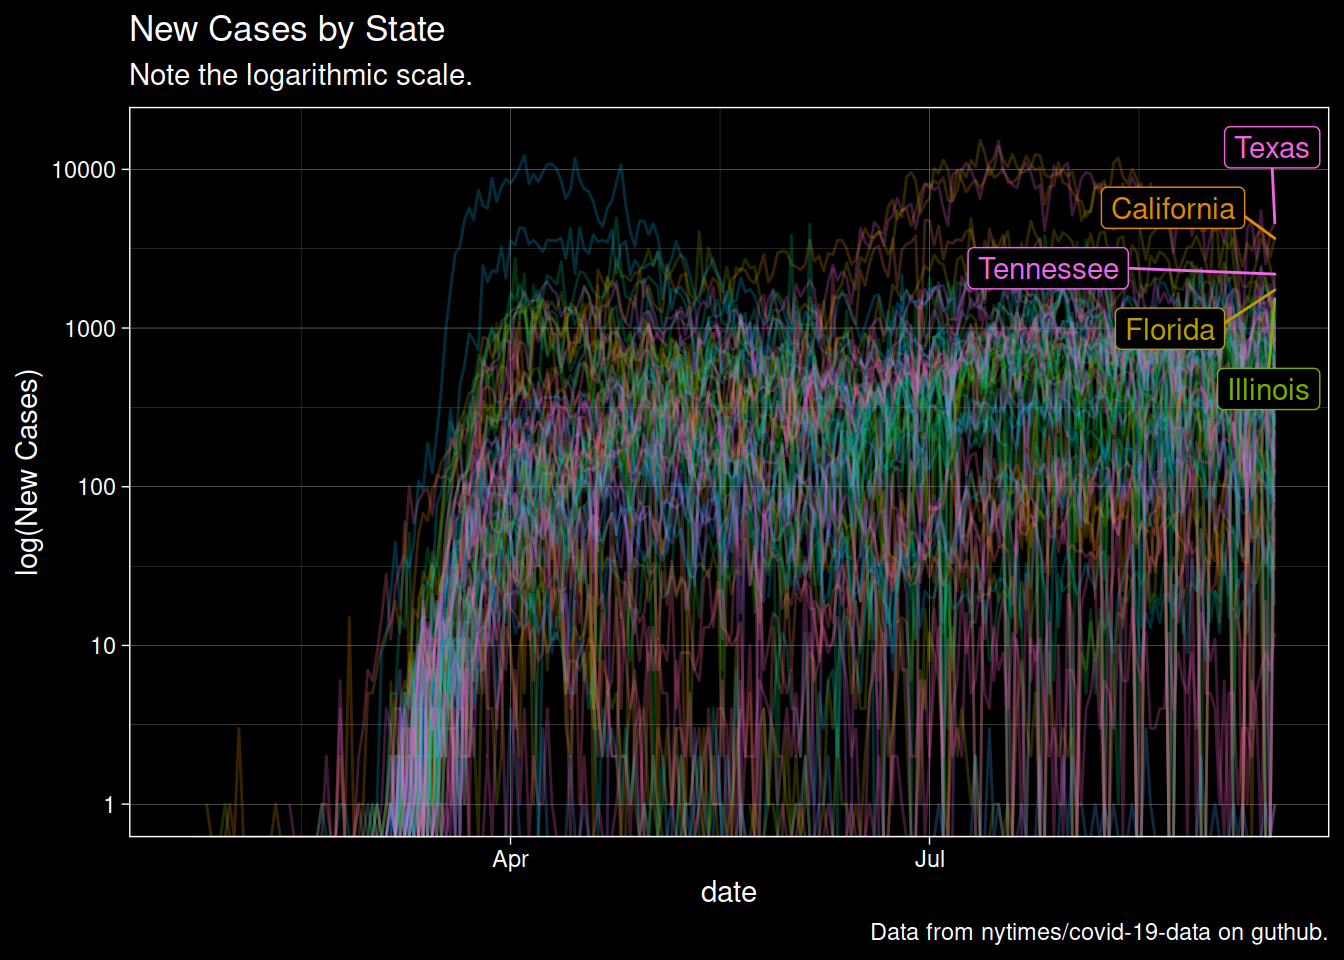 New Cases by State
Note the logarithmic scale.
log(New Cases)
10000
1000
100
10
1
Texas
California
Tennessee
Florida
Illinois
Apr
Jul
date
Data from nytimes/covid-19-data on guthub.